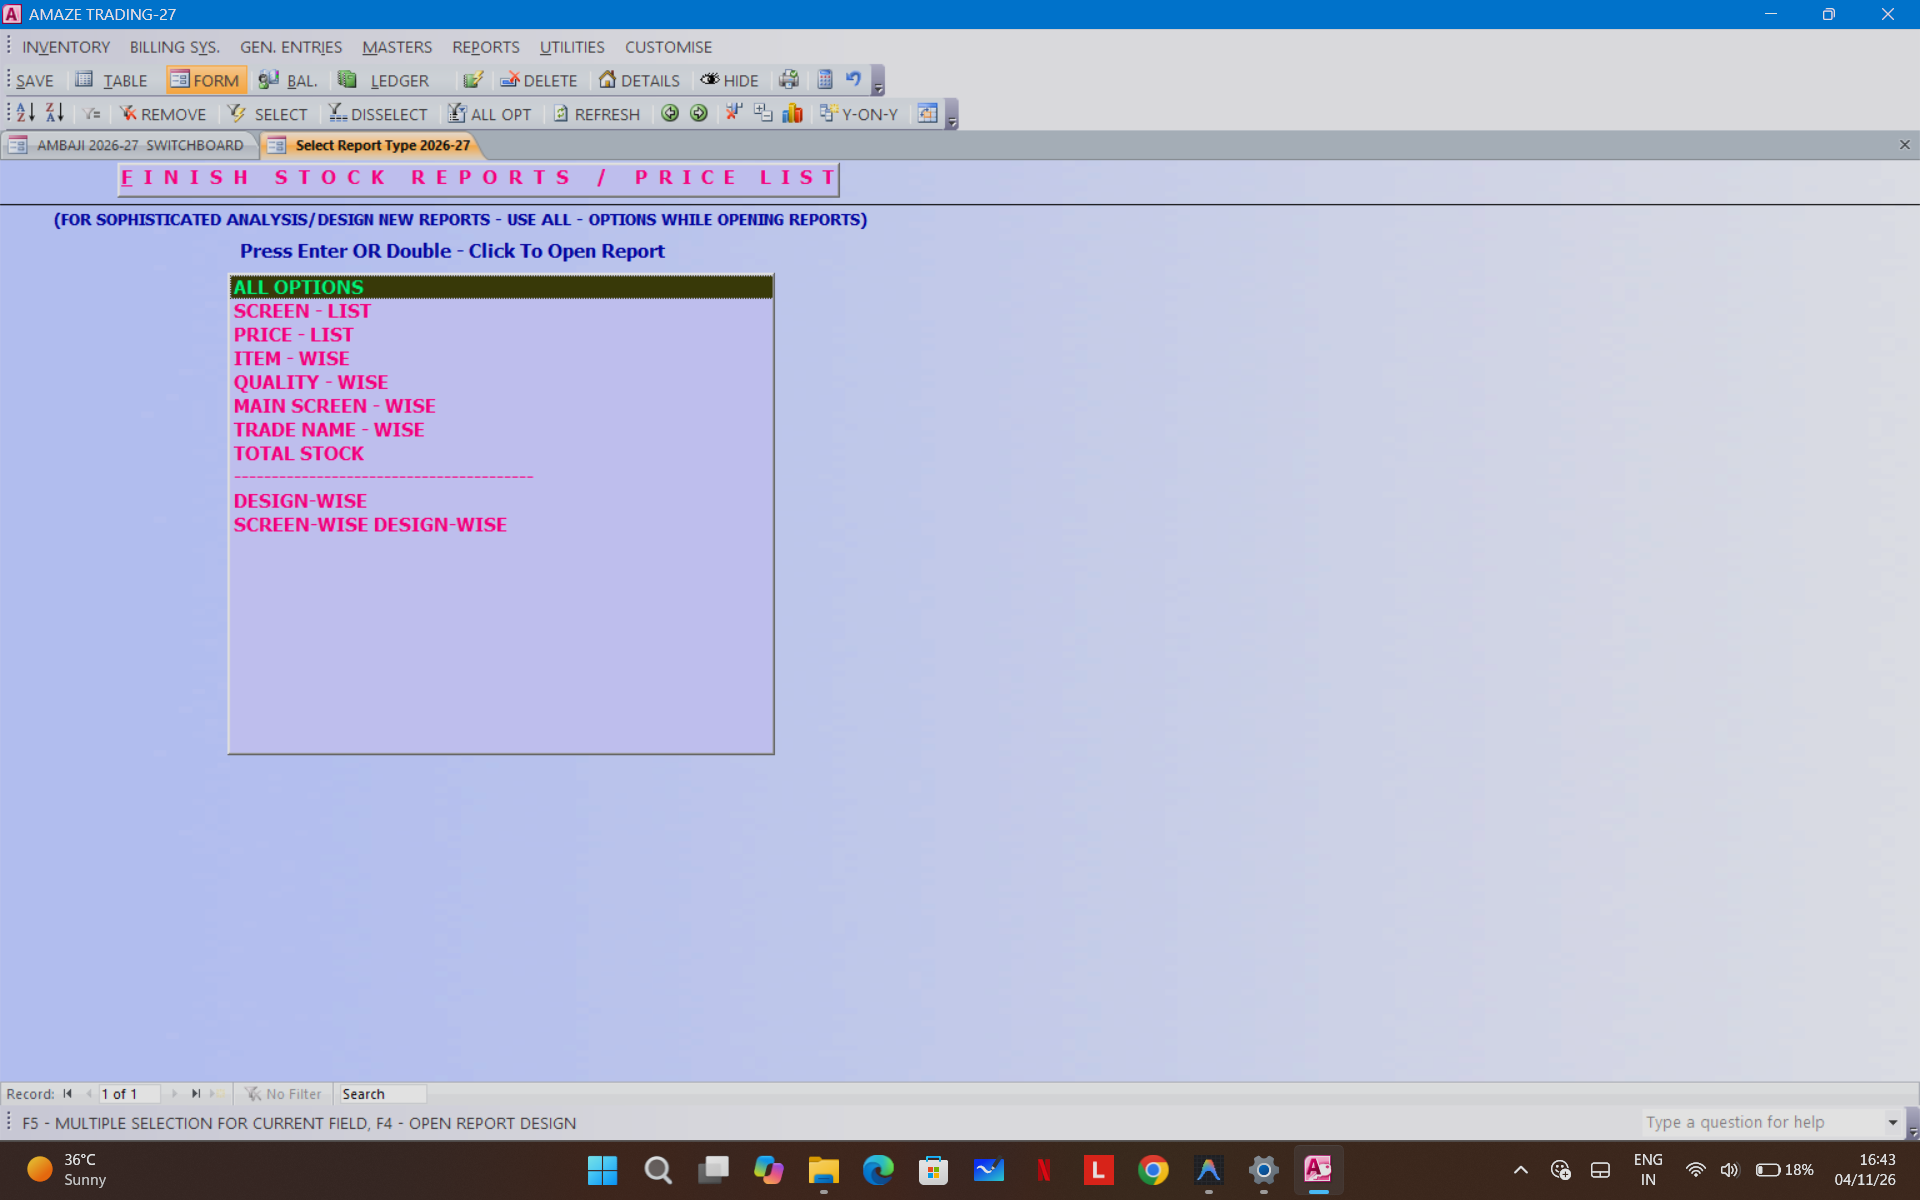 AMAZE TRADING-27
INVENTORY BILLING SYS. GEN. ENTRIES MASTERS REPORTS UTILITIES CUSTOMISE
SAVE TABLE FORM BAL. LEDGER DELETE DETAILS HIDE
REMOVE SELECT DISSELECT ALL OPT REFRESH Y-ON-Y
AMBAJI 2026-27 SWITCHBOARD Select Report Type 2026-27
FINISH STOCK REPORTS / PRICE LIST
(FOR SOPHISTICATED ANALYSIS/DESIGN NEW REPORTS - USE ALL - OPTIONS WHILE OPENING REPORTS)
Press Enter OR Double - Click To Open Report
ALL OPTIONS
SCREEN - LIST
PRICE - LIST
ITEM - WISE
QUALITY - WISE
MAIN SCREEN - WISE
TRADE NAME - WISE
TOTAL STOCK
----------------------------------------
DESIGN-WISE
SCREEN-WISE DESIGN-WISE
Record: 1 of 1 No Filter Search
F5 - MULTIPLE SELECTION FOR CURRENT FIELD, F4 - OPEN REPORT DESIGN Type a question for help
36°C
Sunny
ENG
IN
18%
16:43
04/11/26